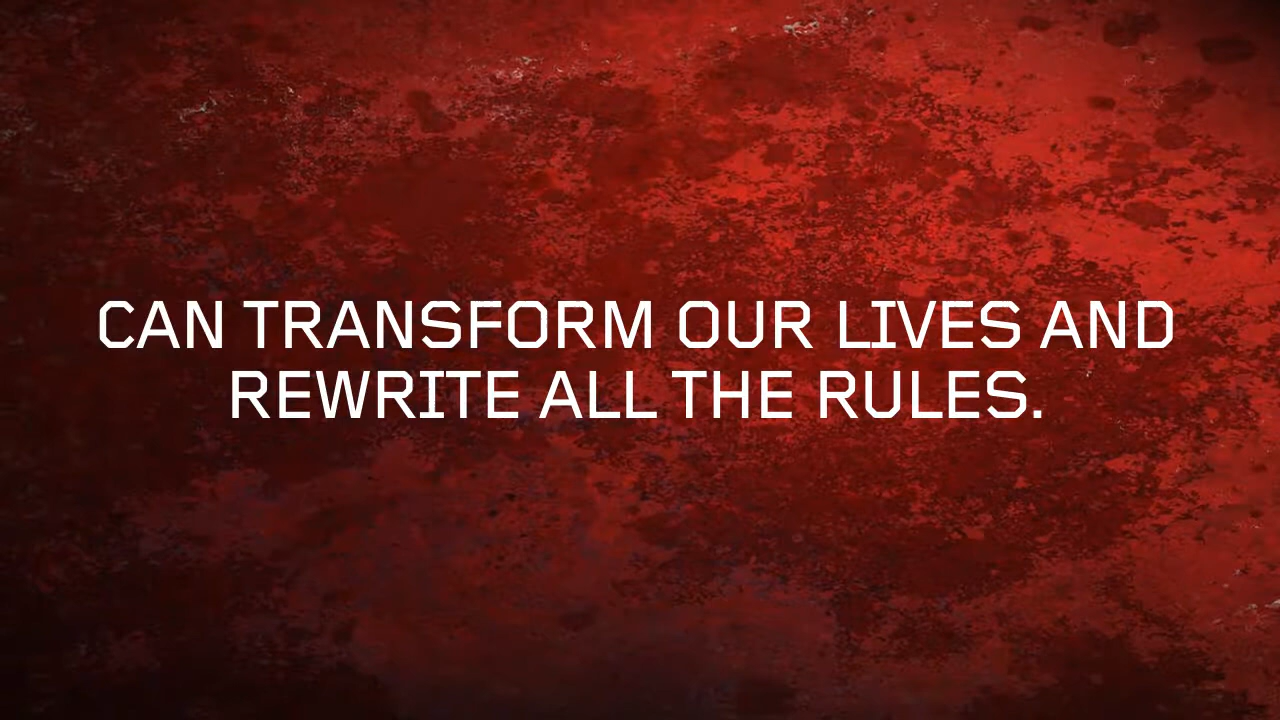 CAN TRANSFORM OUR LIVES AND
REWRITE ALL THE RULES.